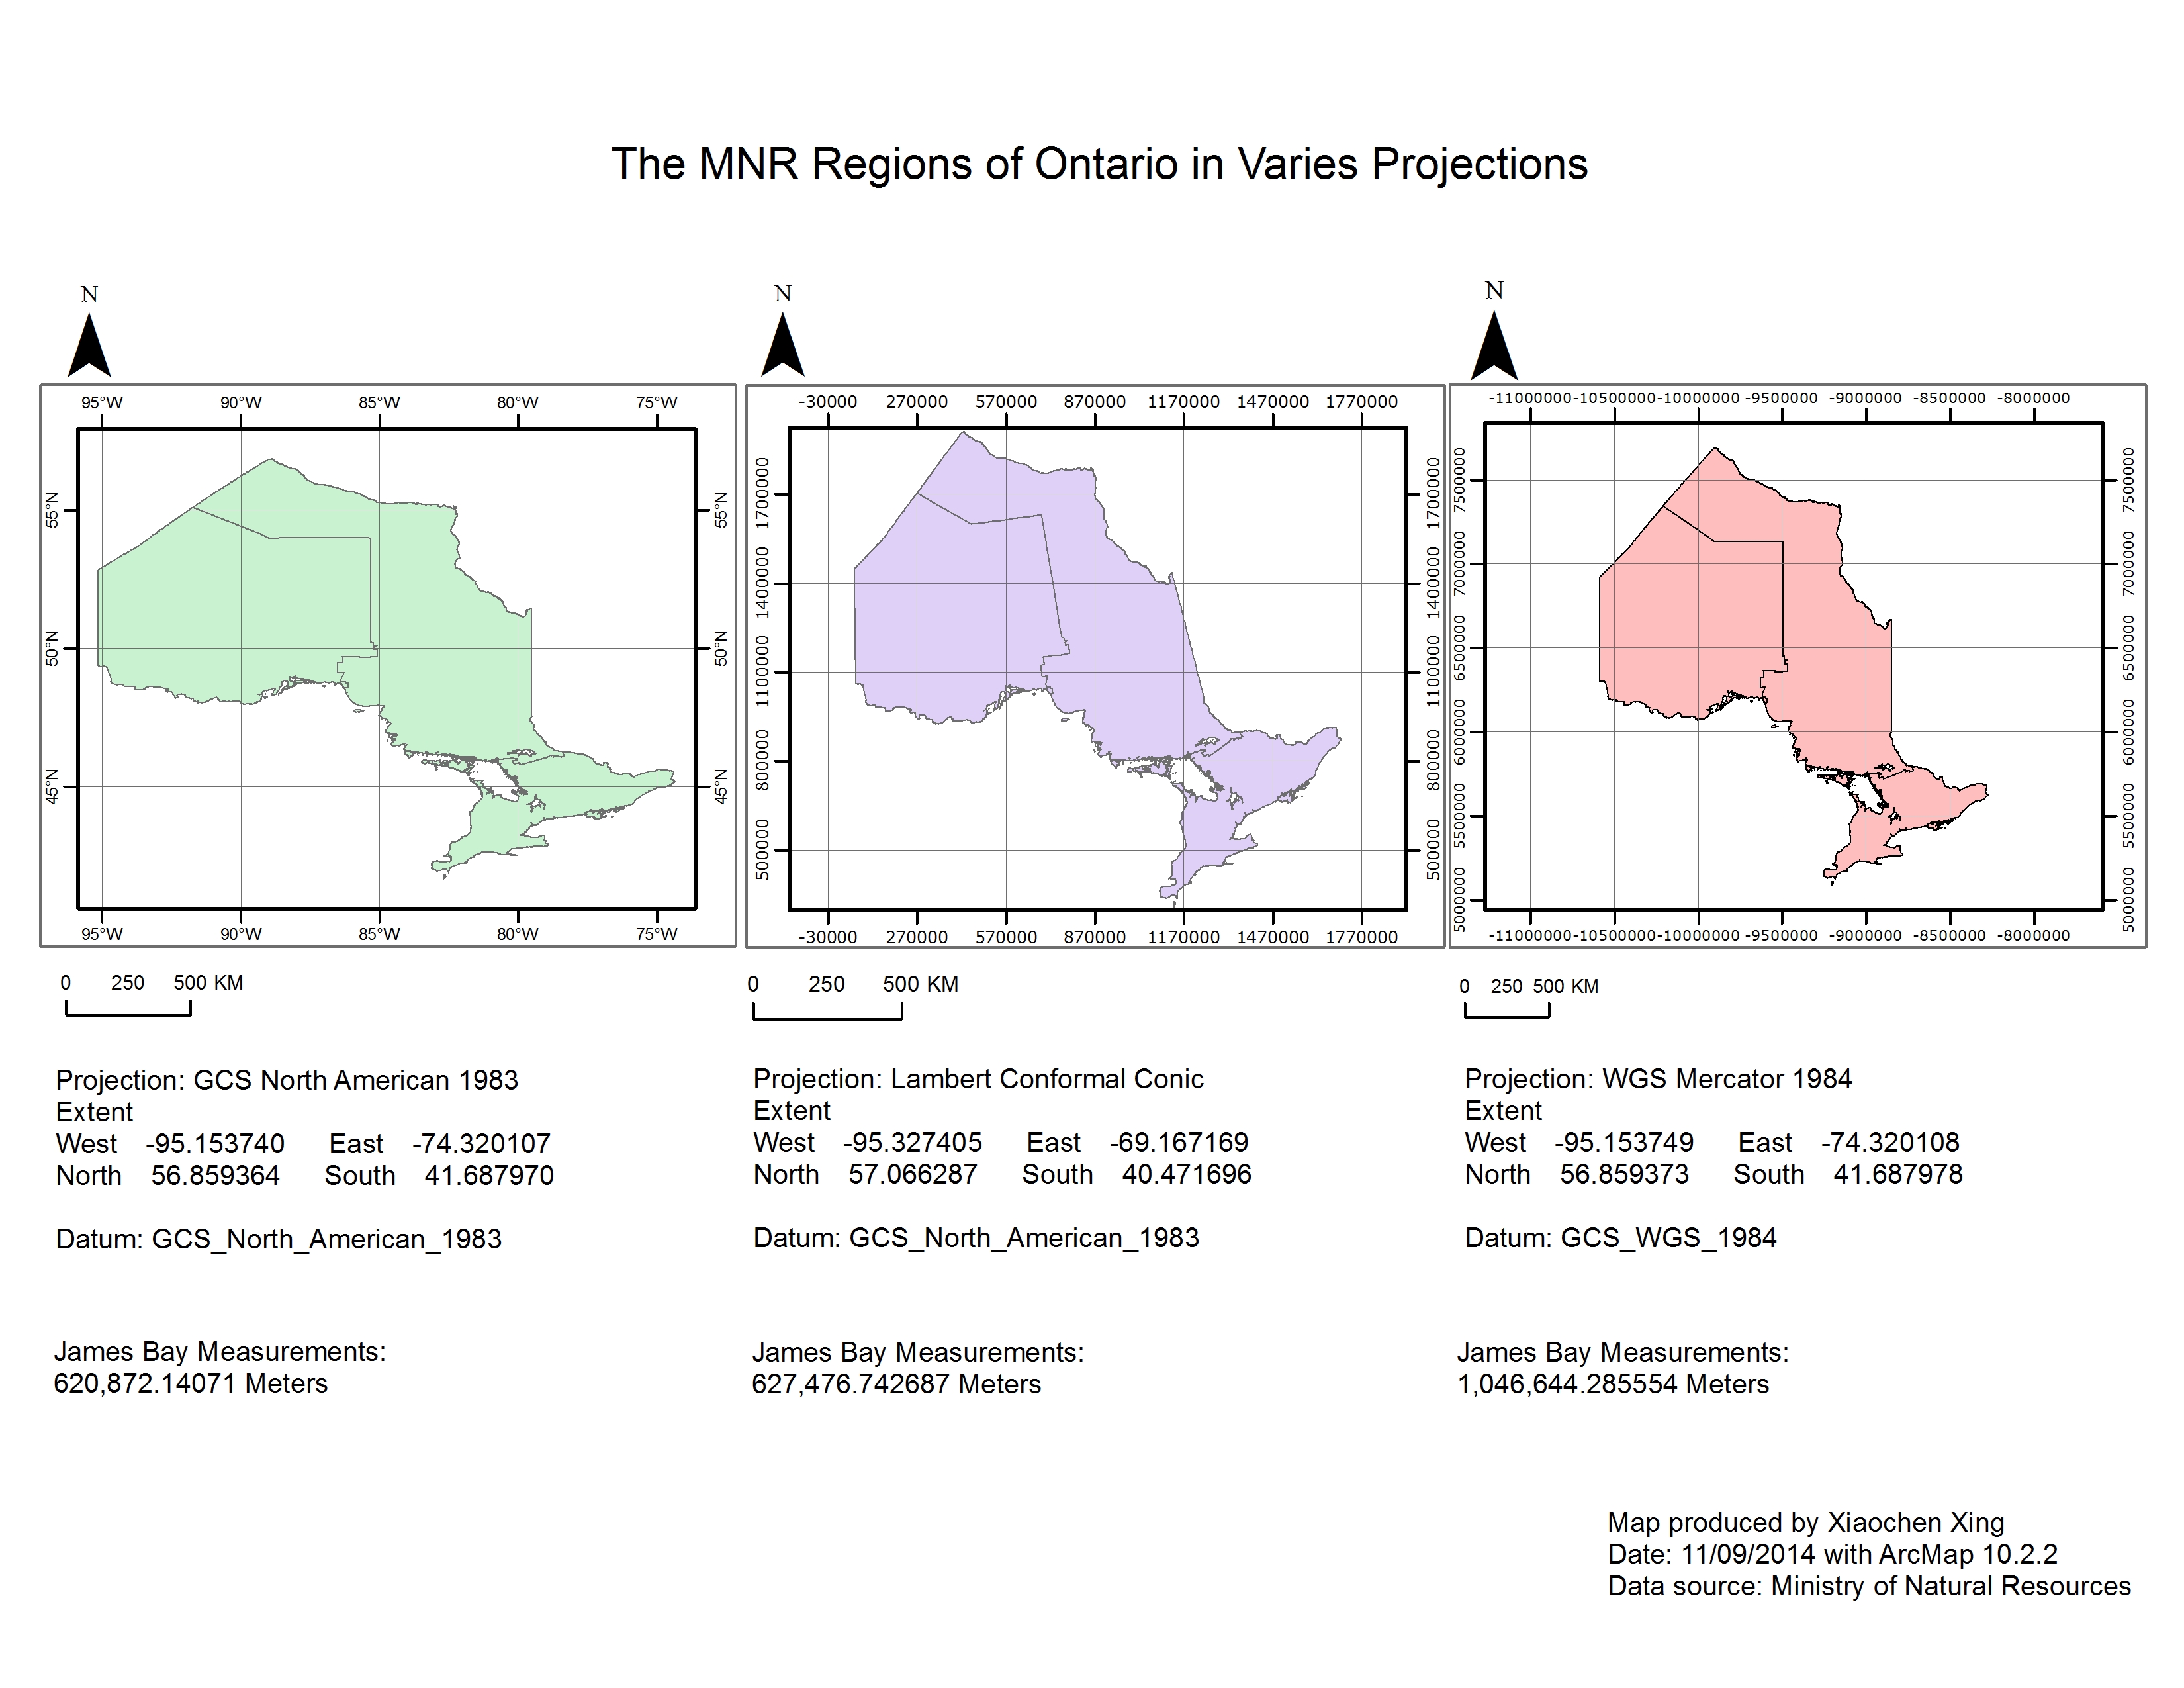 The MNR Regions of Ontario in Varies Projections
N
95°W 90°W 85°W 80°W 75°W
55°N 55°N
50°N 50°N
45°N 45°N
95°W 90°W 85°W 80°W 75°W
0 250 500 KM
Projection: GCS North American 1983
Extent
West -95.153740 East -74.320107
North 56.859364 South 41.687970
Datum: GCS_North_American_1983
James Bay Measurements:
620,872.14071 Meters
N
-30000 270000 570000 870000 1170000 1470000 1770000
1700000 1700000
1400000 1400000
1100000 1100000
800000 800000
500000 500000
-30000 270000 570000 870000 1170000 1470000 1770000
0 250 500 KM
Projection: Lambert Conformal Conic
Extent
West -95.327405 East -69.167169
North 57.066287 South 40.471696
Datum: GCS_North_American_1983
James Bay Measurements:
627,476.742687 Meters
N
-11000000 -10500000 -10000000 -9500000 -9000000 -8500000 -8000000
7500000 7500000
7000000 7000000
6500000 6500000
6000000 6000000
5500000 5500000
5000000 5000000
-11000000 -10500000 -10000000 -9500000 -9000000 -8500000 -8000000
0 250 500 KM
Projection: WGS Mercator 1984
Extent
West -95.153749 East -74.320108
North 56.859373 South 41.687978
Datum: GCS_WGS_1984
James Bay Measurements:
1,046,644.285554 Meters
Map produced by Xiaochen Xing
Date: 11/09/2014 with ArcMap 10.2.2
Data source: Ministry of Natural Resources